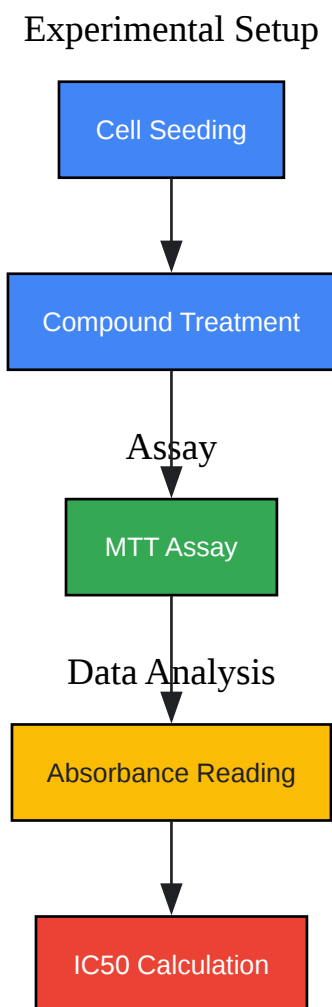 Experimental Setup
Cell Seeding
Compound Treatment
Assay
MTT Assay
Data Analysis
Absorbance Reading
IC50 Calculation